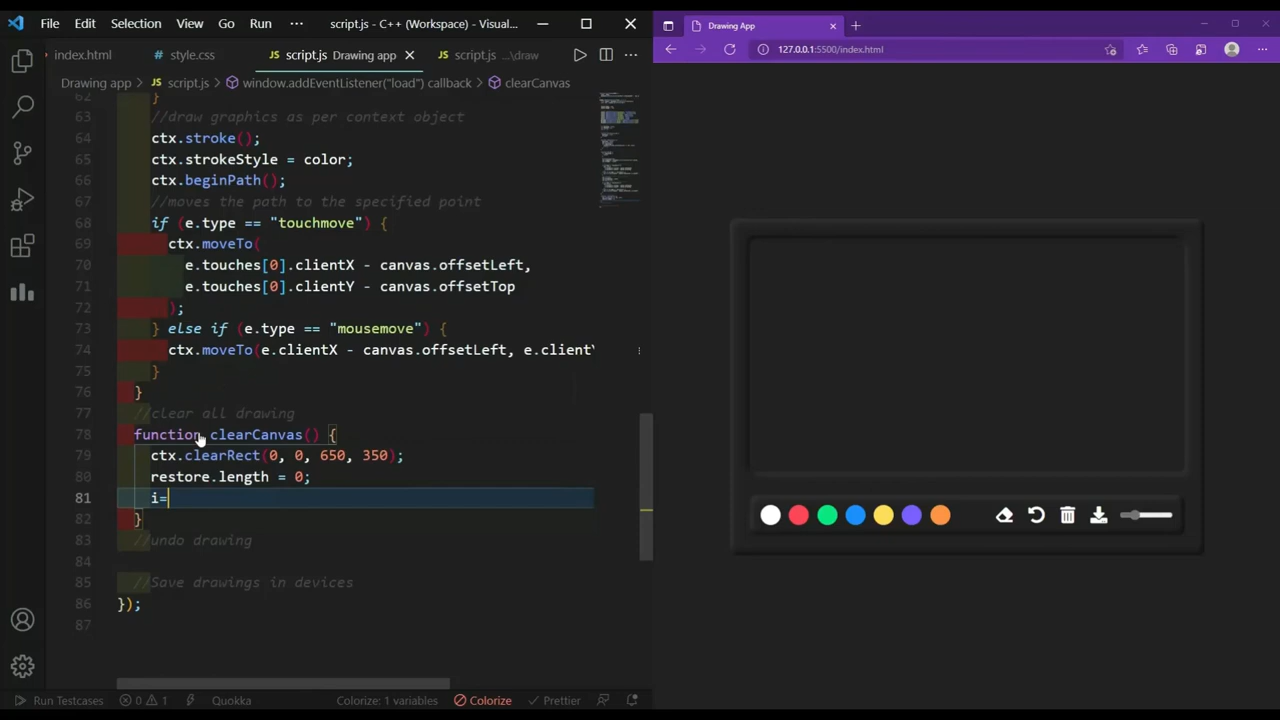 File Edit Selection View Go Run ··· script.js - C++ (Workspace) - Visual...
index.html # style.css JS script.js Drawing app JS script.js ...\draw
Drawing app > JS script.js > window.addEventListener("load") callback > clearCanvas
62 }
63 //draw graphics as per context object
64 ctx.stroke();
65 ctx.strokeStyle = color;
66 ctx.beginPath();
67 //moves the path to the specified point
68 if (e.type == "touchmove") {
69 ctx.moveTo(
70 e.touches[0].clientX - canvas.offsetLeft,
71 e.touches[0].clientY - canvas.offsetTop
72 );
73 } else if (e.type == "mousemove") {
74 ctx.moveTo(e.clientX - canvas.offsetLeft, e.clientY
75 }
76 }
77 //clear all drawing
78 function clearCanvas() {
79 ctx.clearRect(0, 0, 650, 350);
80 restore.length = 0;
81 i=
82 }
83 //undo drawing
84
85 //Save drawings in devices
86 });
87
Run Testcases 0 1 Quokka Colorize: 1 variables Colorize Prettier
Drawing App
127.0.0.1:5500/index.html